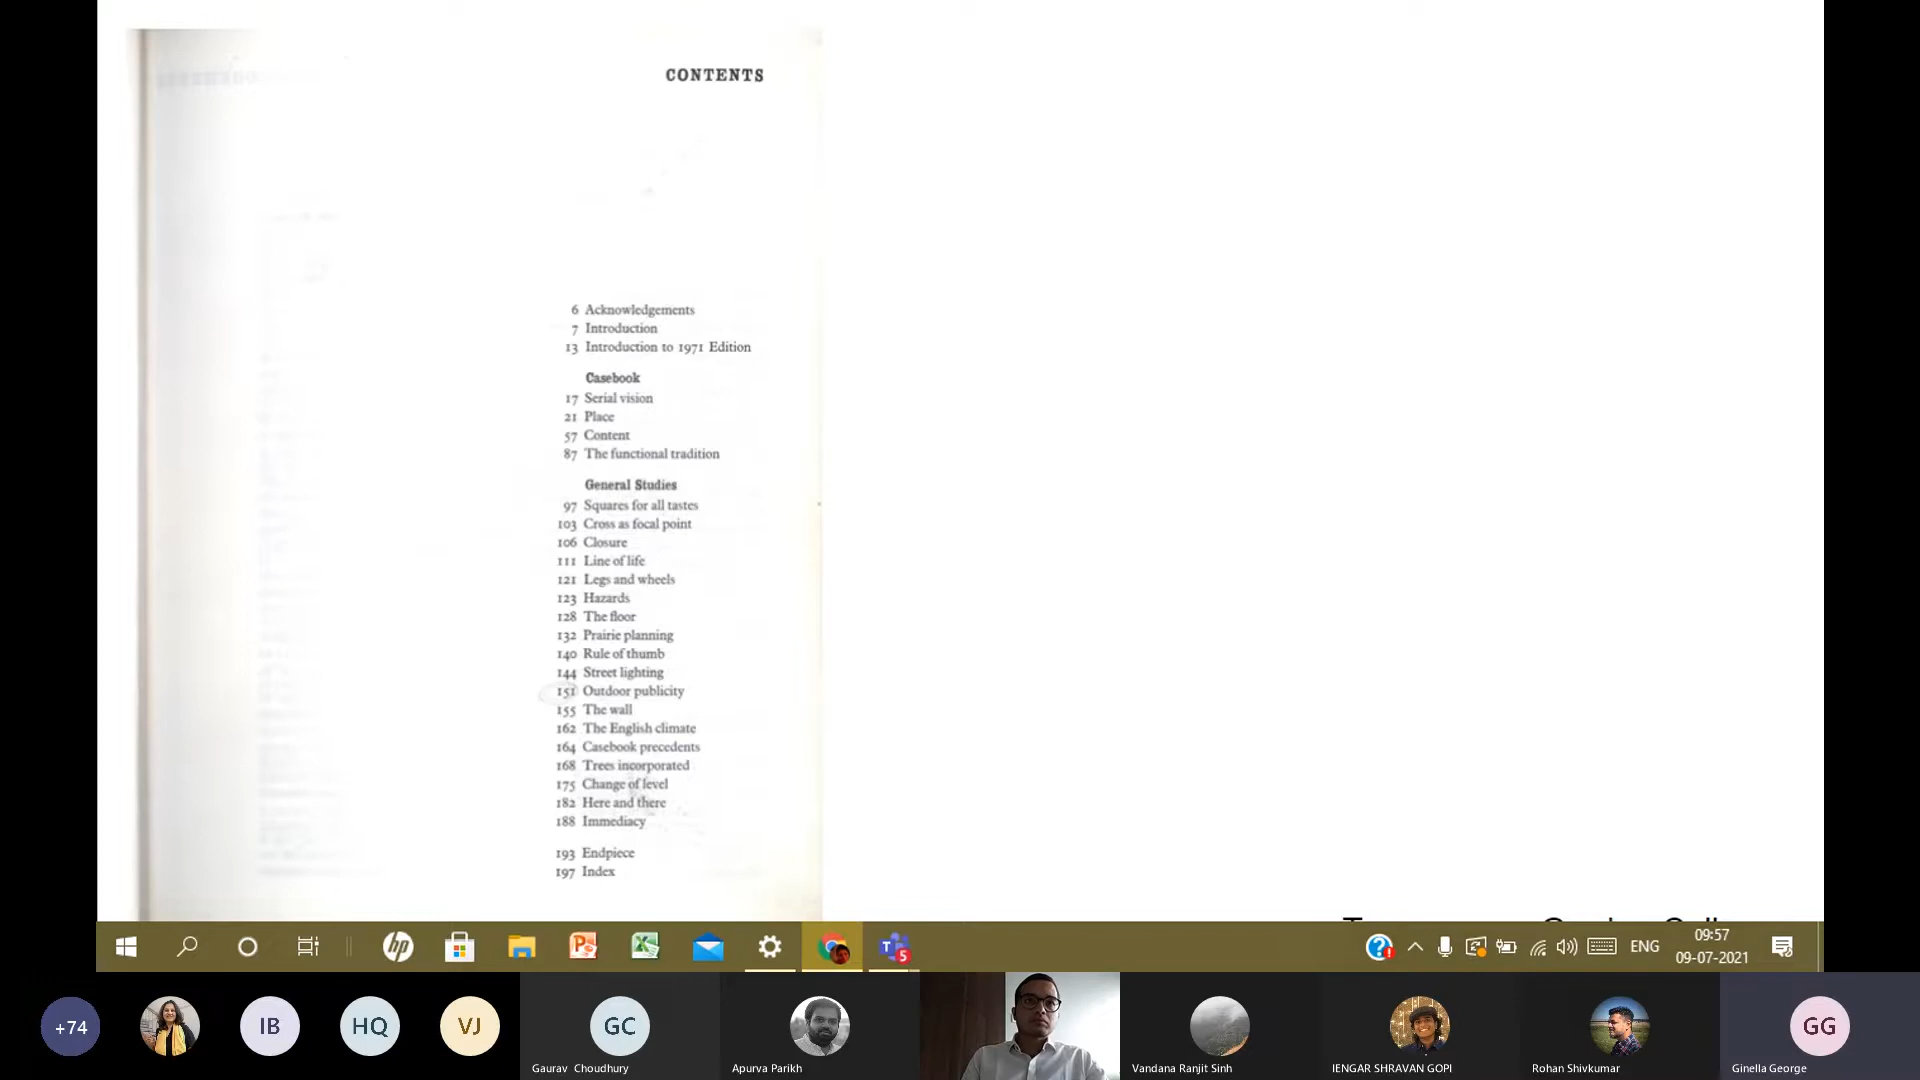 CONTENTS
6 Acknowledgements
7 Introduction
13 Introduction to 1971 Edition
Casebook
17 Serial vision
21 Place
57 Content
87 The functional tradition
General Studies
97 Squares for all tastes
103 Cross as focal point
106 Closure
111 Line of life
121 Legs and wheels
123 Hazards
128 The floor
132 Prairie planning
140 Rule of thumb
144 Street lighting
151 Outdoor publicity
155 The wall
162 The English climate
164 Casebook precedents
168 Trees incorporated
175 Change of level
182 Here and there
188 Immediacy
193 Endpiece
197 Index
hp
5
ENG
09:57
09-07-2021
+74
IB
HQ
VJ
GC
GG
Gaurav Choudhury
Apurva Parikh
Vandana Ranjit Sinh
IENGAR SHRAVAN GOPI
Rohan Shivkumar
Ginella George